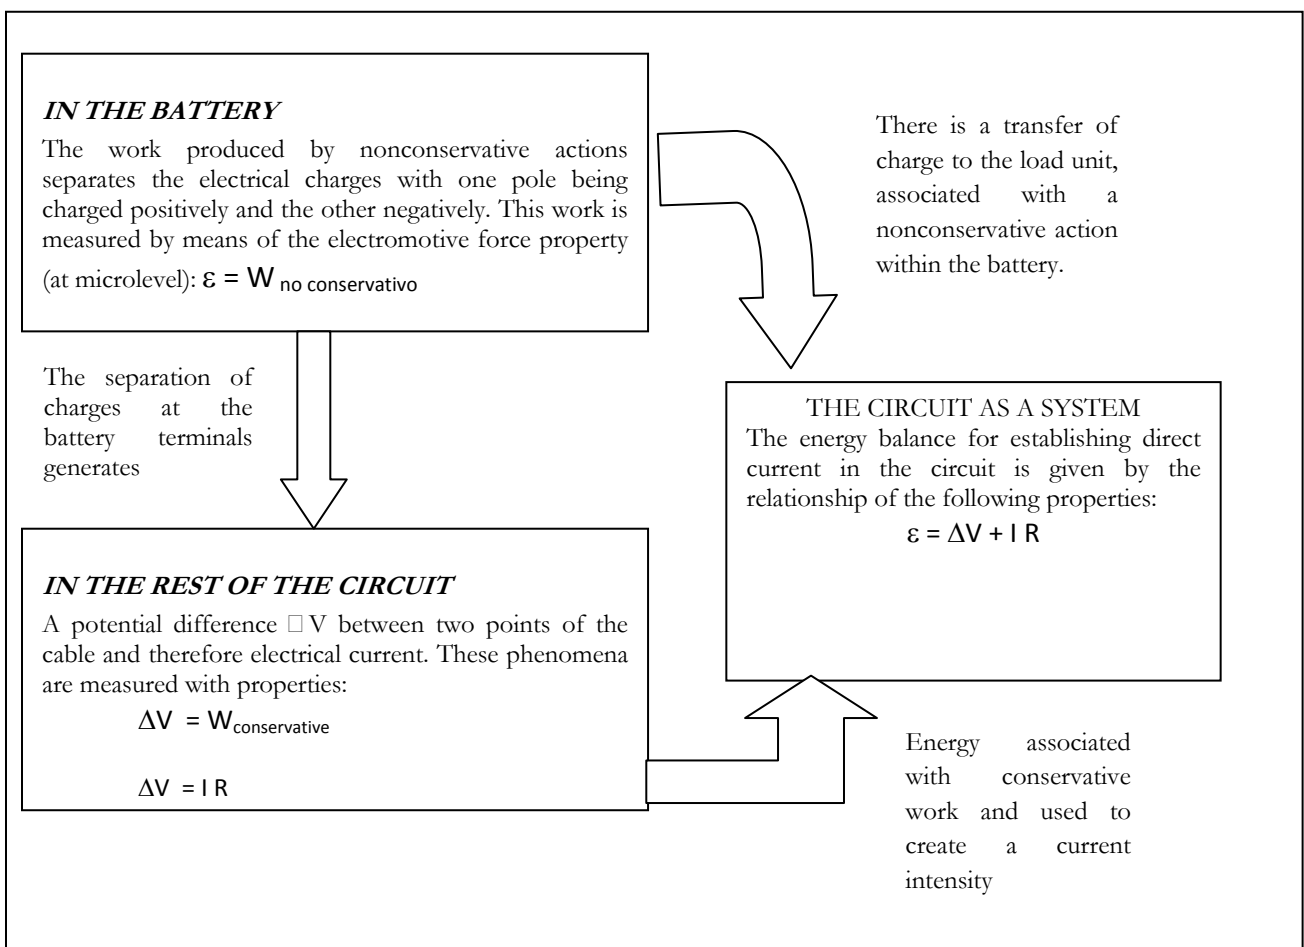 IN THE BATTERY
The work produced by nonconservative actions
separates the electrical charges with one pole being
charged positively and the other negatively. This work is
measured by means of the electromotive force property
(at microlevel): ε = W no conservativo
There is a transfer of
charge to the load unit,
associated with a
nonconservative action
within the battery.
The separation of
charges at the
battery terminals
generates
THE CIRCUIT AS A SYSTEM
The energy balance for establishing direct
current in the circuit is given by the
relationship of the following properties:
ε = ΔV + I R
IN THE REST OF THE CIRCUIT
A potential difference □ V between two points of the
cable and therefore electrical current. These phenomena
are measured with properties:
ΔV = Wconservative
ΔV = I R
Energy associated
with conservative
work and used to
create a current
intensity